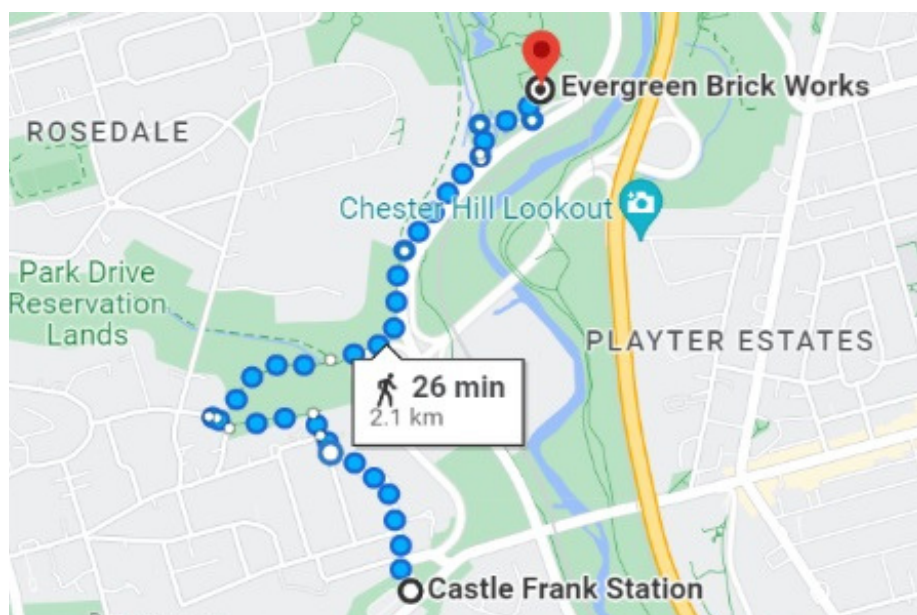 Evergreen Brick Works
ROSEDALE
Chester Hill Lookout
Park Drive
Reservation
Lands
PLAYTER ESTATES
26 min
2.1 km
Castle Frank Station